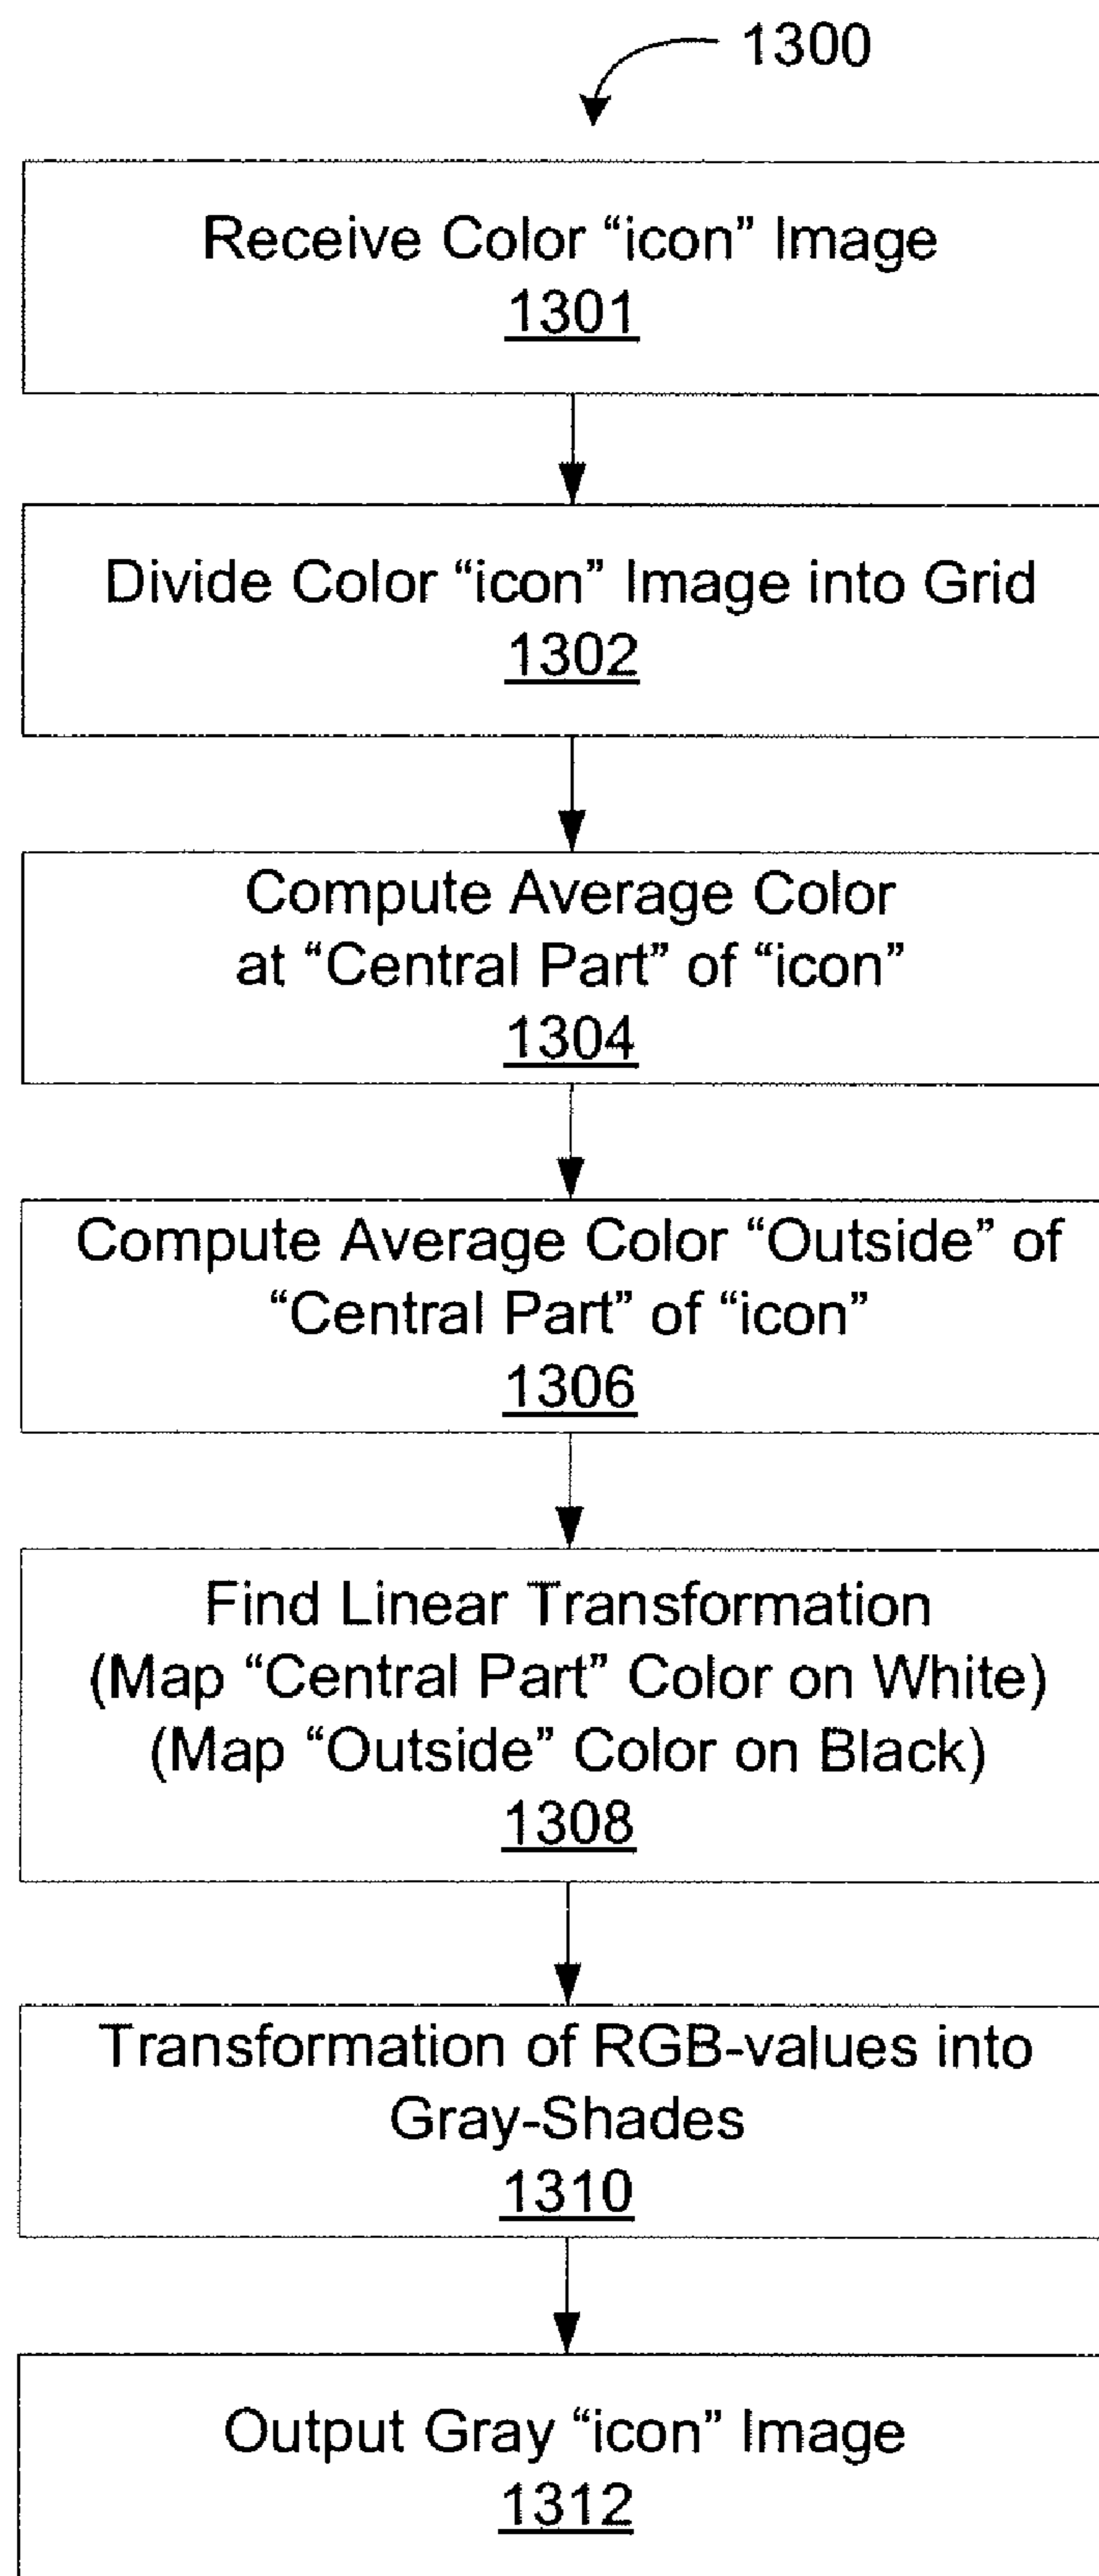 1300
Receive Color “icon” Image
1301
Divide Color “icon” Image into Grid
1302
Compute Average Color
at “Central Part” of “icon”
1304
Compute Average Color “Outside” of
“Central Part” of “icon”
1306
Find Linear Transformation
(Map “Central Part” Color on White)
(Map “Outside” Color on Black)
1308
Transformation of RGB-values into
Gray-Shades
1310
Output Gray “icon” Image
1312